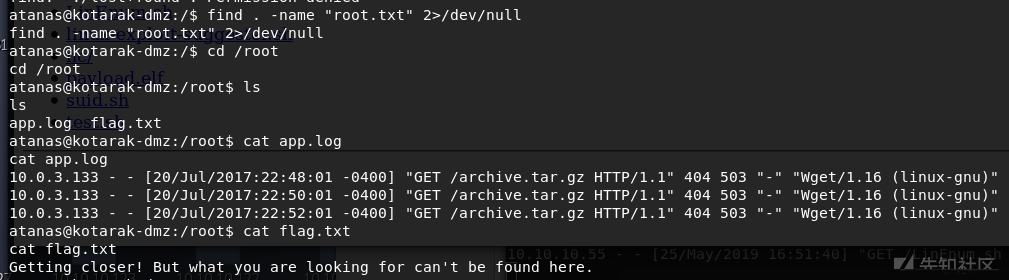 atanas@kotarak-dmz:/$ find . -name "root.txt" 2>/dev/null
find . -name "root.txt" 2>/dev/null
atanas@kotarak-dmz:/$ cd /root
cd /root
payload.elf
atanas@kotarak-dmz:/root$ ls
suid.sh
ls
app.log  flag.txt
atanas@kotarak-dmz:/root$ cat app.log
cat app.log
10.0.3.133 - - [20/Jul/2017:22:48:01 -0400] "GET /archive.tar.gz HTTP/1.1" 404 503 "-" "Wget/1.16 (linux-gnu)"
10.0.3.133 - - [20/Jul/2017:22:50:01 -0400] "GET /archive.tar.gz HTTP/1.1" 404 503 "-" "Wget/1.16 (linux-gnu)"
10.0.3.133 - - [20/Jul/2017:22:52:01 -0400] "GET /archive.tar.gz HTTP/1.1" 404 503 "-" "Wget/1.16 (linux-gnu)"
atanas@kotarak-dmz:/root$ cat flag.txt
cat flag.txt
10.10.10.55 - - [25/May/2019 16:51:40] "GET /LinEnum.sh
Getting closer! But what you are looking for can't be found here.
先知社区